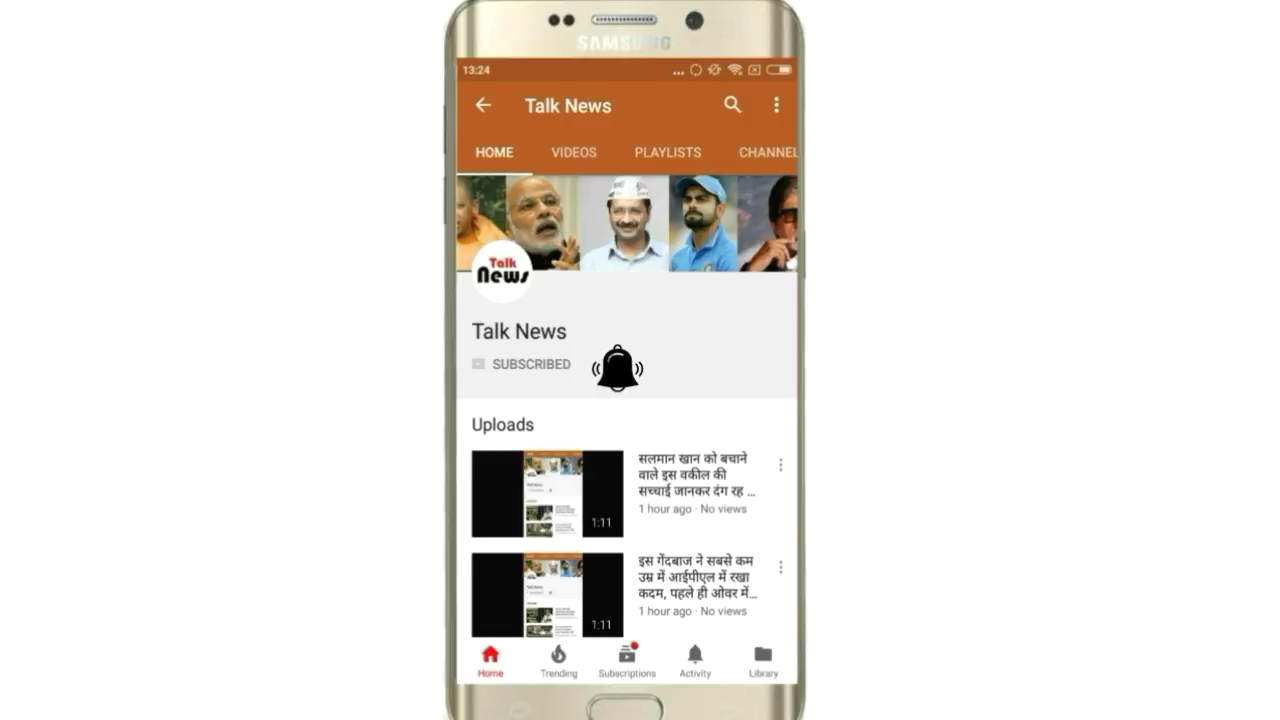 SAMSUNG
13:24
Talk News
HOME VIDEOS PLAYLISTS CHANNEL
Talk
News
Talk News
SUBSCRIBED
Uploads
सलमान खान को बचाने
वाले इस वकील की
सच्चाई जानकर दंग रह ...
1 hour ago · No views
1:11
इस गेंदबाज ने सबसे कम
उम्र में आईपीएल में रखा
कदम, पहले ही ओवर में...
1 hour ago · No views
1:11
Home Trending Subscriptions Activity Library